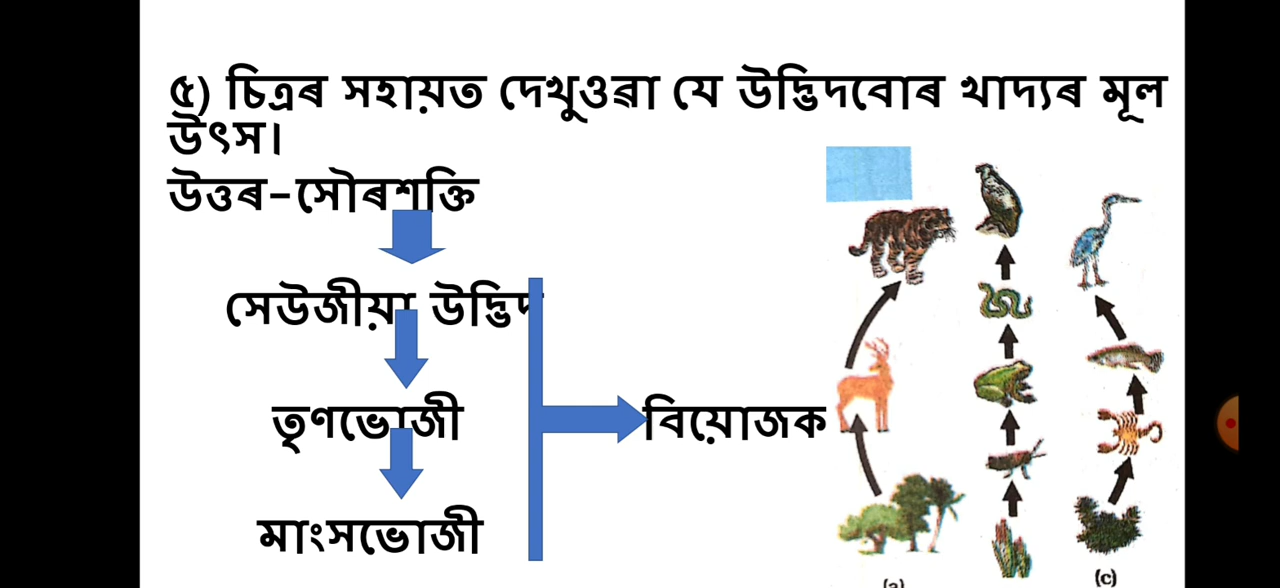 ৫) চিত্ৰৰ সহায়ত দেখুওৱা যে উদ্ভিদবোৰ খাদ্যৰ মূল
উৎস।
উত্তৰ-সৌৰশক্তি
সেউজীয়া উদ্ভিদ
তৃণভোজী
বিয়োজক
মাংসভোজী
(a)
(c)